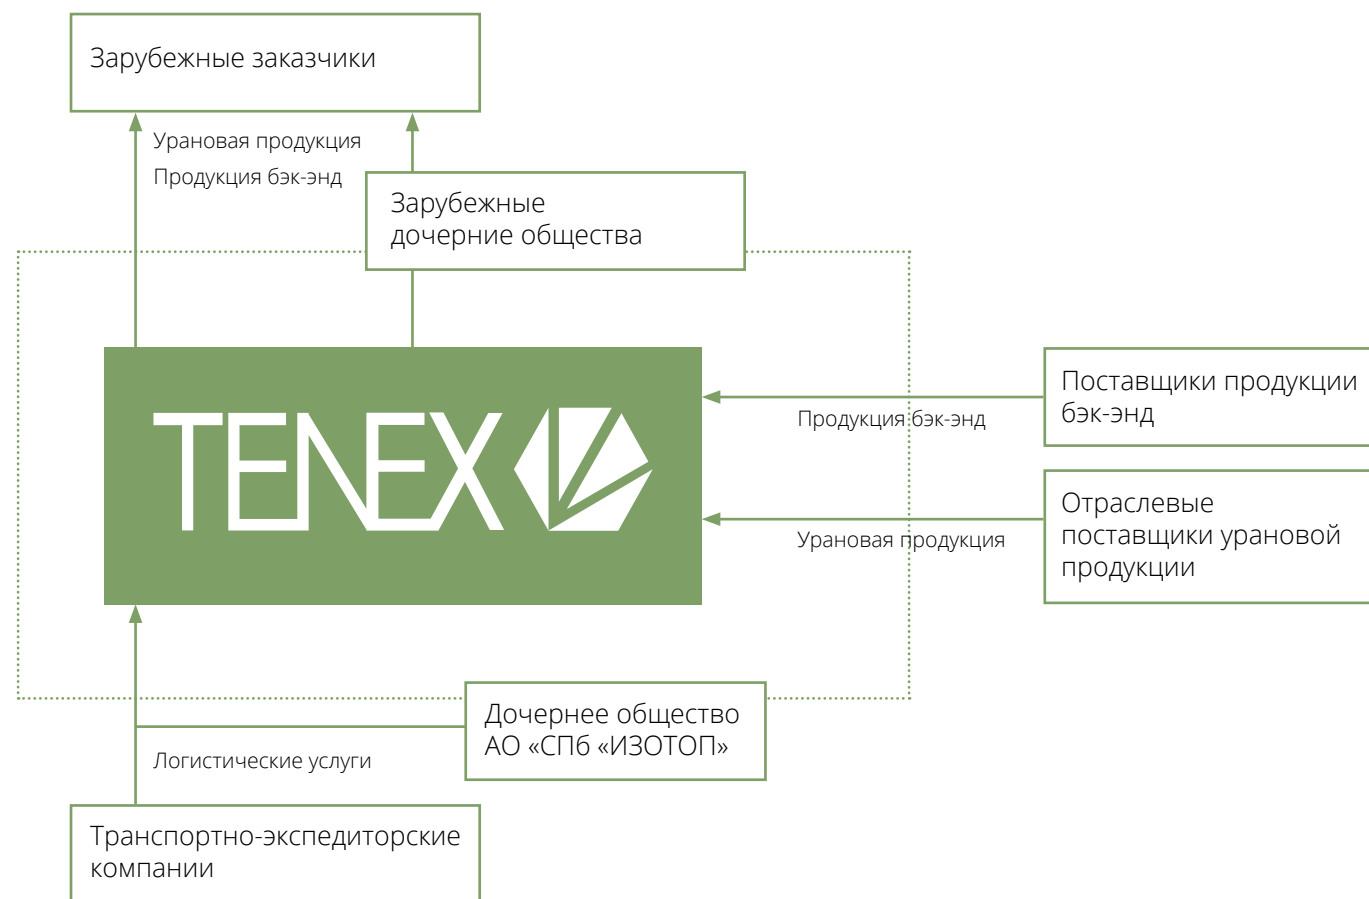 Зарубежные заказчики
Урановая продукция
Продукция бэк-энд
Зарубежные
дочерние общества
TENEX
Поставщики продукции
бэк-энд
Продукция бэк-энд
Отраслевые
поставщики урановой
продукции
Урановая продукция
Дочернее общество
АО «СПб «ИЗОТОП»
Логистические услуги
Транспортно-экспедиторские
компании